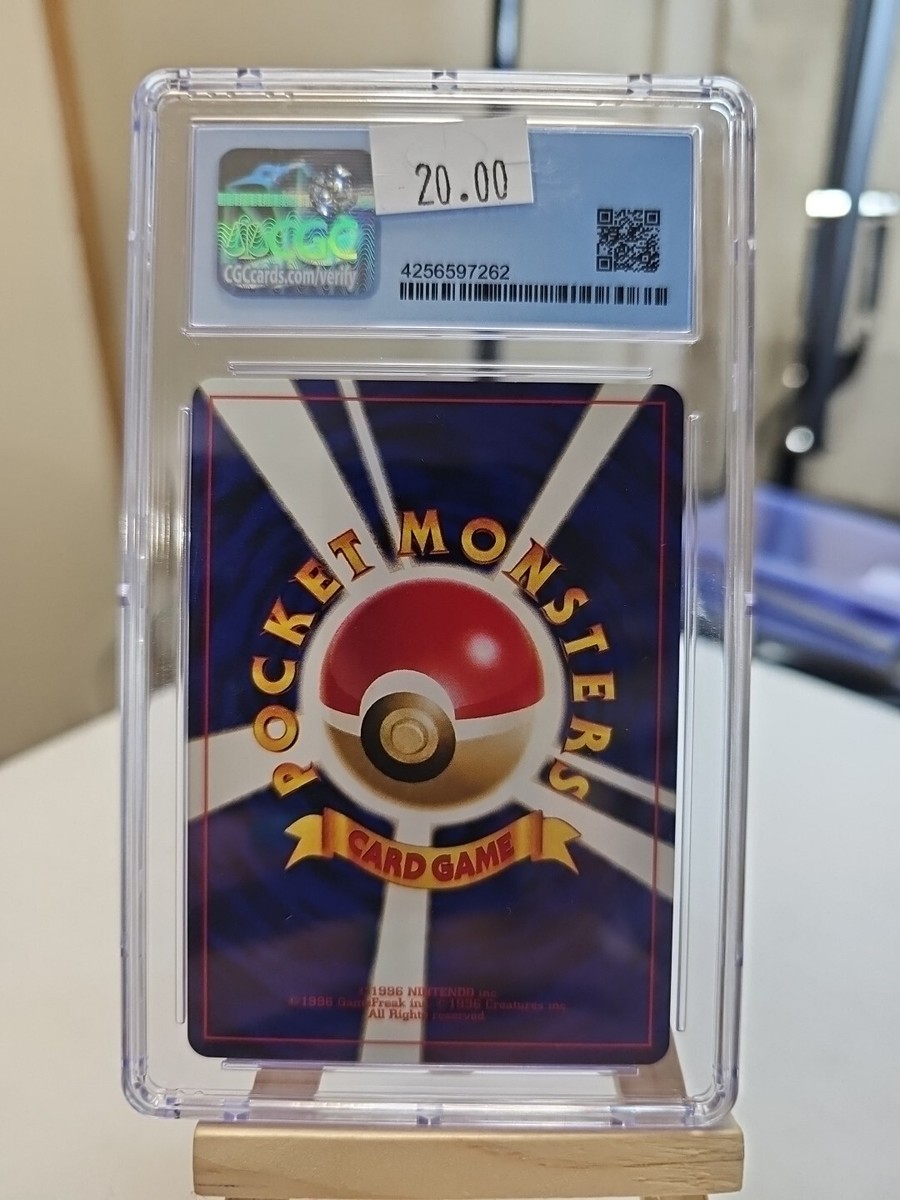 20.00
CGC
CGCcards.com/verify
4256597262
POCKET MONSTERS
CARD GAME
©1996 NINTENDO inc.
©1996 GameFreak inc. ©1996 Creatures inc.
All Rights reserved.